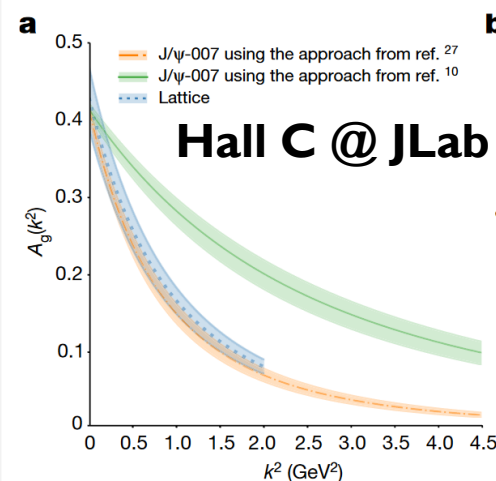 a
b
0.5
J/ψ-007 using the approach from ref. 27
J/ψ-007 using the approach from ref. 10
Lattice
0.4
Hall C @ JLab
0.3
Ag(k²)
0.2
0.1
0
0 0.5 1.0 1.5 2.0 2.5 3.0 3.5 4.0 4.5
k² (GeV²)